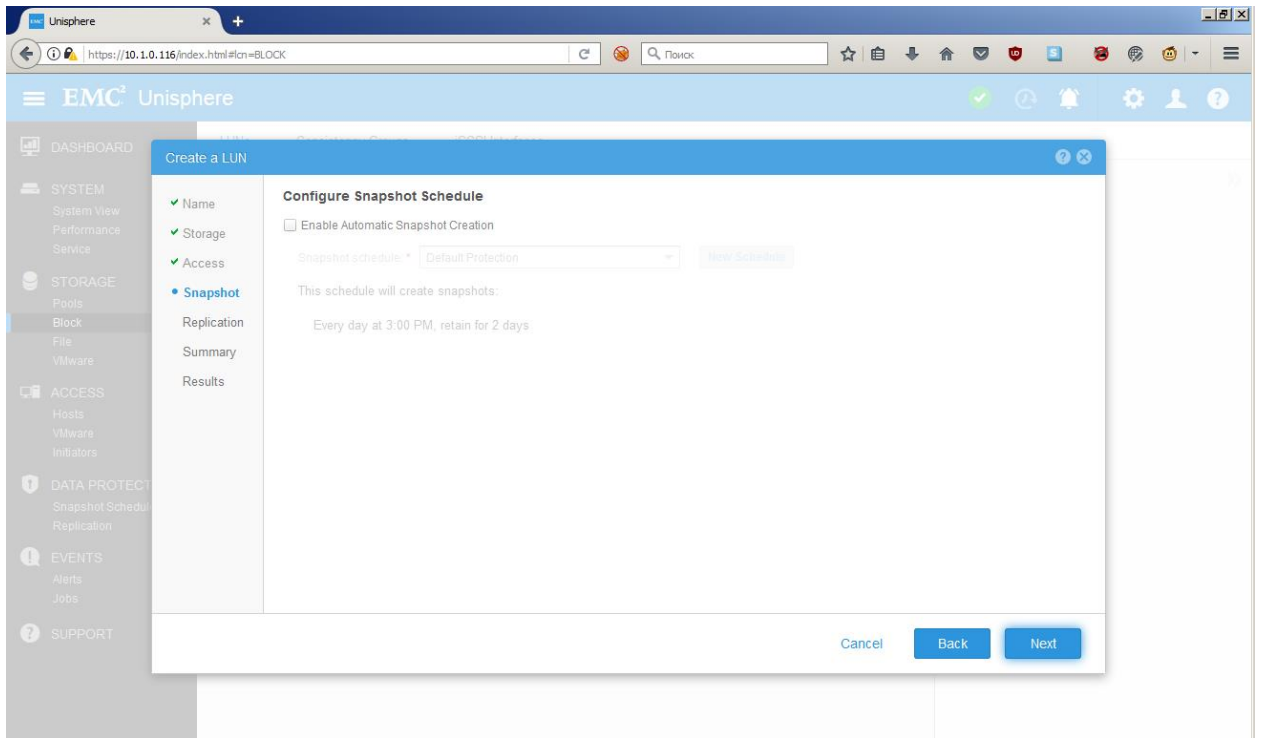 Unisphere
https://10.1.0.116/index.html#lcn=BLOCK
Поиск
EMC² Unisphere
DASHBOARD
SYSTEM
System View
Performance
Service
STORAGE
Pools
Block
File
VMware
ACCESS
Hosts
VMware
Initiators
DATA PROTECT
Snapshot Schedul
Replication
EVENTS
Alerts
Jobs
SUPPORT
Create a LUN
Name
Storage
Access
Snapshot
Replication
Summary
Results
Configure Snapshot Schedule
Enable Automatic Snapshot Creation
Snapshot schedule: * Default Protection New Schedule
This schedule will create snapshots:
Every day at 3:00 PM, retain for 2 days
Cancel Back Next